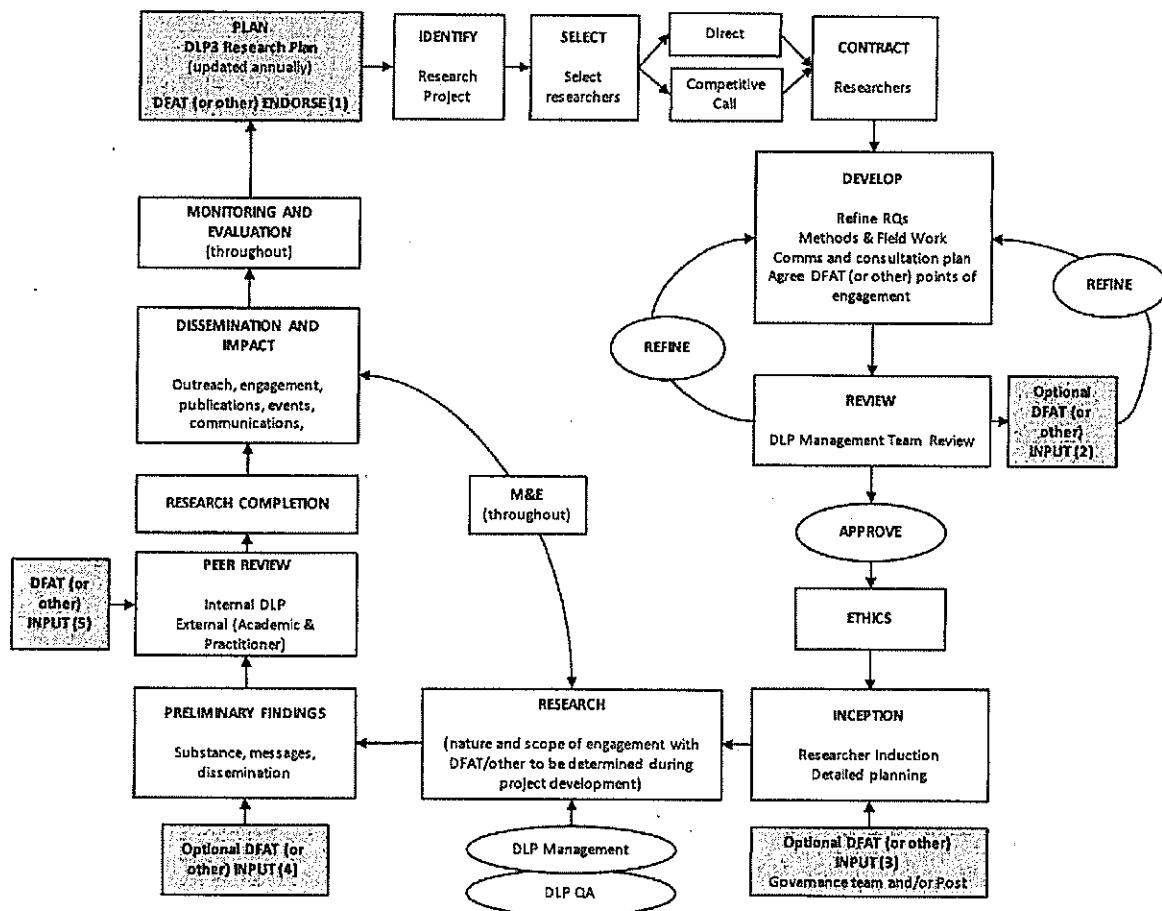 PLAN
DLP3 Research Plan
(updated annually)
DFAT (or other) ENDORSE (1)
IDENTIFY
Research
Project
SELECT
Select
researchers
Direct
Competitive
Call
CONTRACT
Researchers
DEVELOP
Refine RQs
Methods & Field Work
Comms and consultation plan
Agree DFAT (or other) points of
engagement
REFINE
REFINE
REVIEW
DLP Management Team Review
Optional
DFAT (or
other)
INPUT (2)
APPROVE
ETHICS
INCEPTION
Researcher Induction
Detailed planning
Optional DFAT (or other)
INPUT (3)
Governance team and/or Post
RESEARCH
(nature and scope of engagement with
DFAT/other to be determined during
project development)
DLP Management
DLP QA
M&E
(throughout)
PRELIMINARY FINDINGS
Substance, messages,
dissemination
Optional DFAT (or
other) INPUT (4)
PEER REVIEW
Internal DLP
External (Academic &
Practitioner)
DFAT (or
other)
INPUT (5)
RESEARCH COMPLETION
DISSEMINATION AND
IMPACT
Outreach, engagement,
publications, events,
communications,
MONITORING AND
EVALUATION
(throughout)